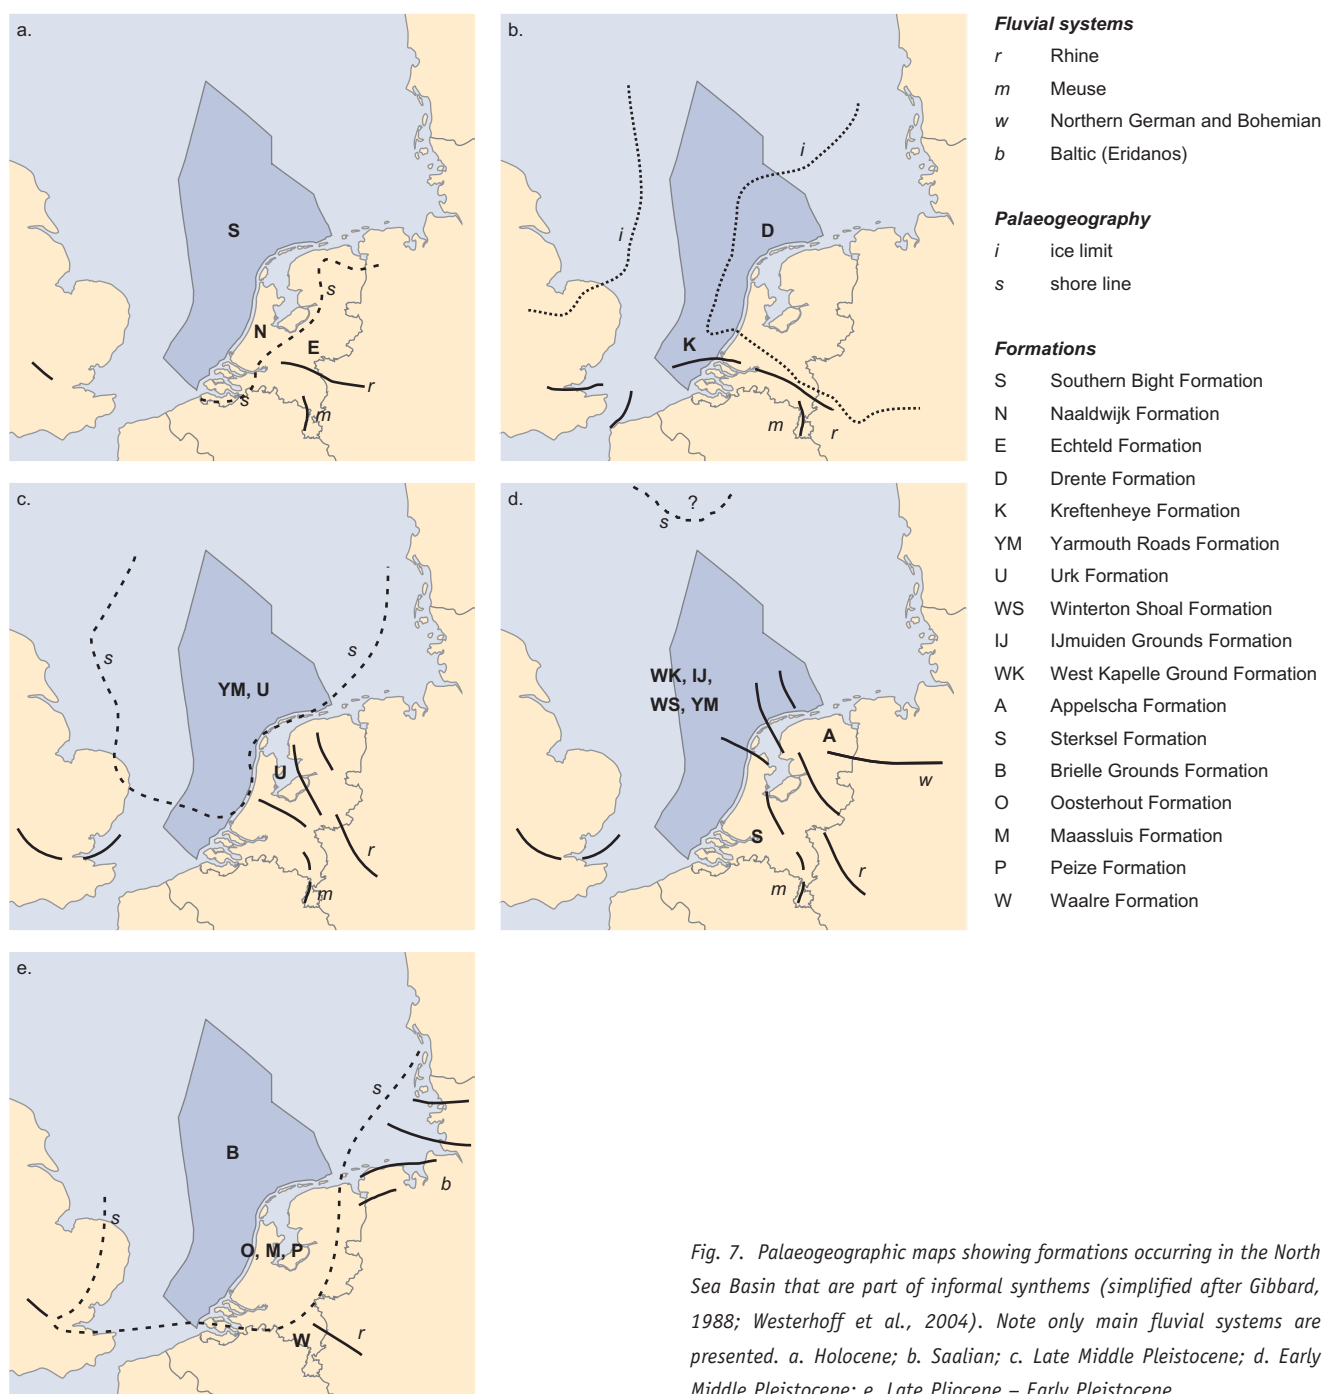 a.
S
s
N
E
r
s
m
b.
i
i
D
K
m
r
c.
s
s
YM, U
U
r
m
d.
?
s
WK, IJ,
WS, YM
A
w
S
r
m
e.
s
B
b
s
O, M, P
W
r
Fluvial systems
r Rhine
m Meuse
w Northern German and Bohemian
b Baltic (Eridanos)
Palaeogeography
i ice limit
s shore line
Formations
S Southern Bight Formation
N Naaldwijk Formation
E Echteld Formation
D Drente Formation
K Kreftenheye Formation
YM Yarmouth Roads Formation
U Urk Formation
WS Winterton Shoal Formation
IJ IJmuiden Grounds Formation
WK West Kapelle Ground Formation
A Appelscha Formation
S Sterksel Formation
B Brielle Grounds Formation
O Oosterhout Formation
M Maassluis Formation
P Peize Formation
W Waalre Formation
Fig. 7. Palaeogeographic maps showing formations occurring in the North
Sea Basin that are part of informal synthems (simplified after Gibbard,
1988; Westerhoff et al., 2004). Note only main fluvial systems are
presented. a. Holocene; b. Saalian; c. Late Middle Pleistocene; d. Early
Middle Pleistocene; e. Late Pliocene – Early Pleistocene